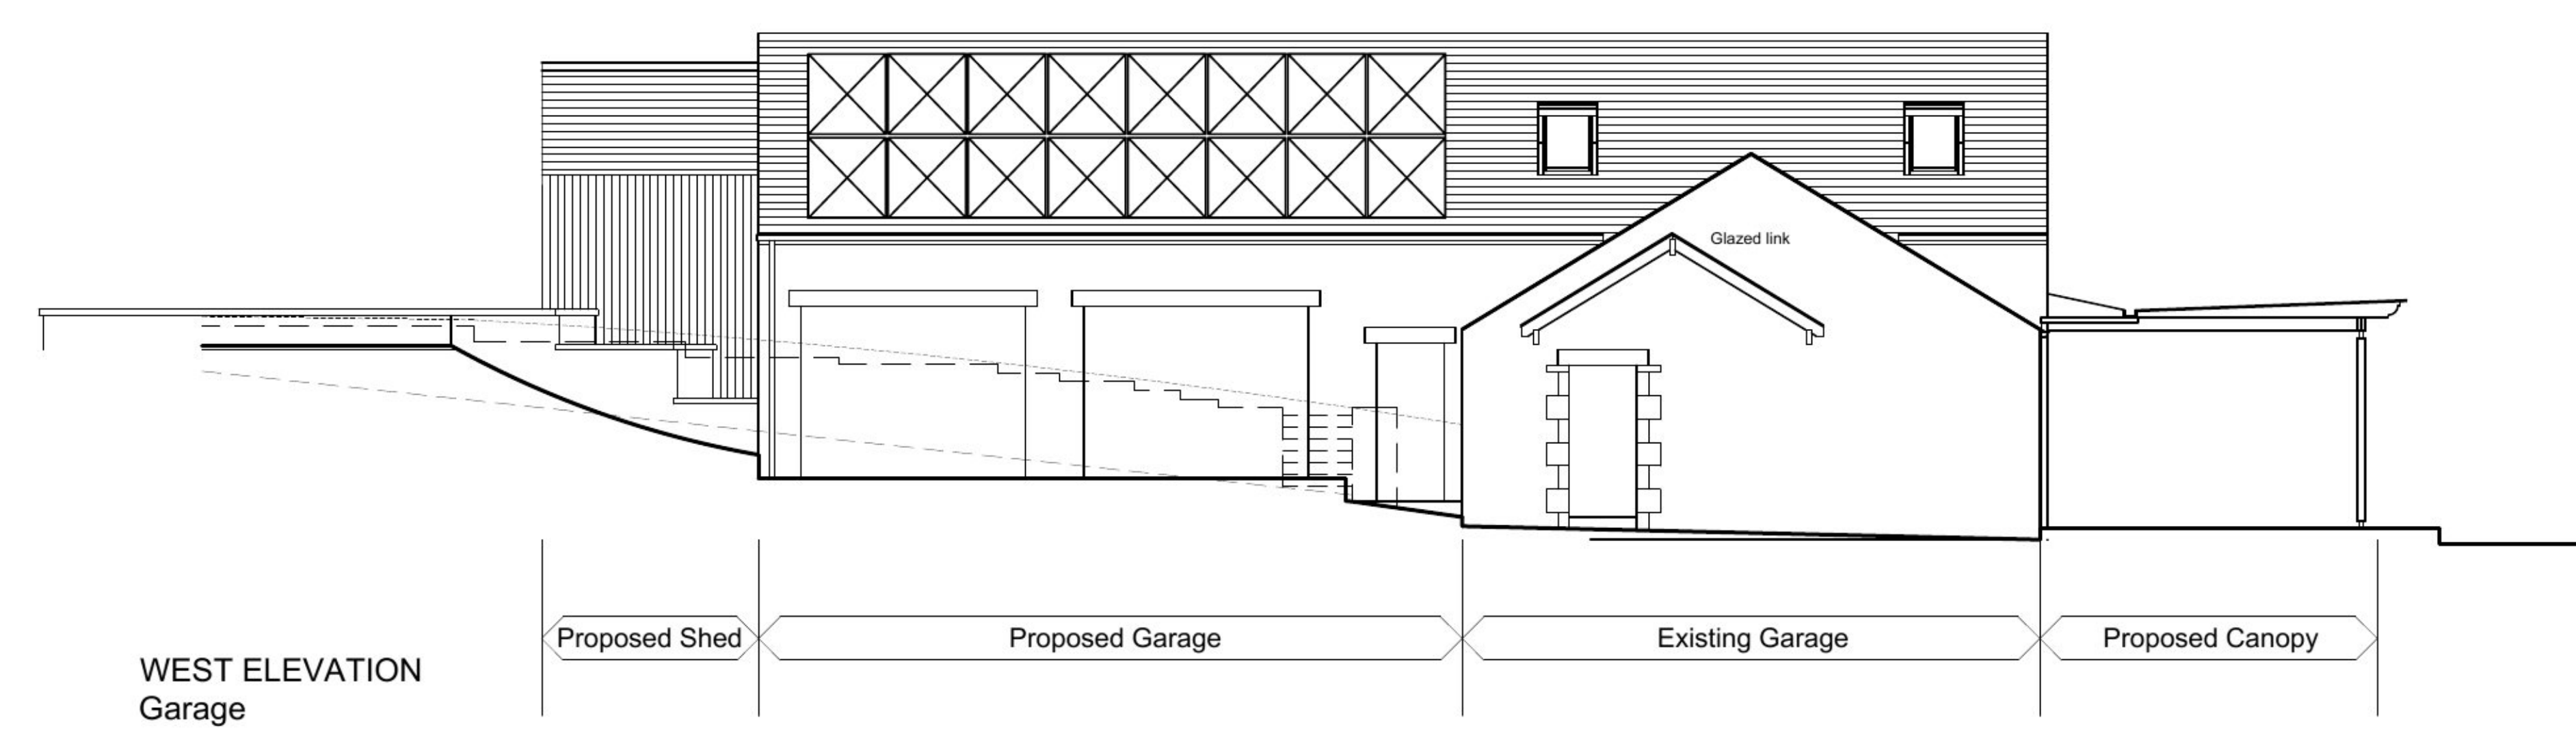 Glazed link
Proposed Shed
Proposed Garage
Existing Garage
Proposed Canopy
WEST ELEVATION
Garage